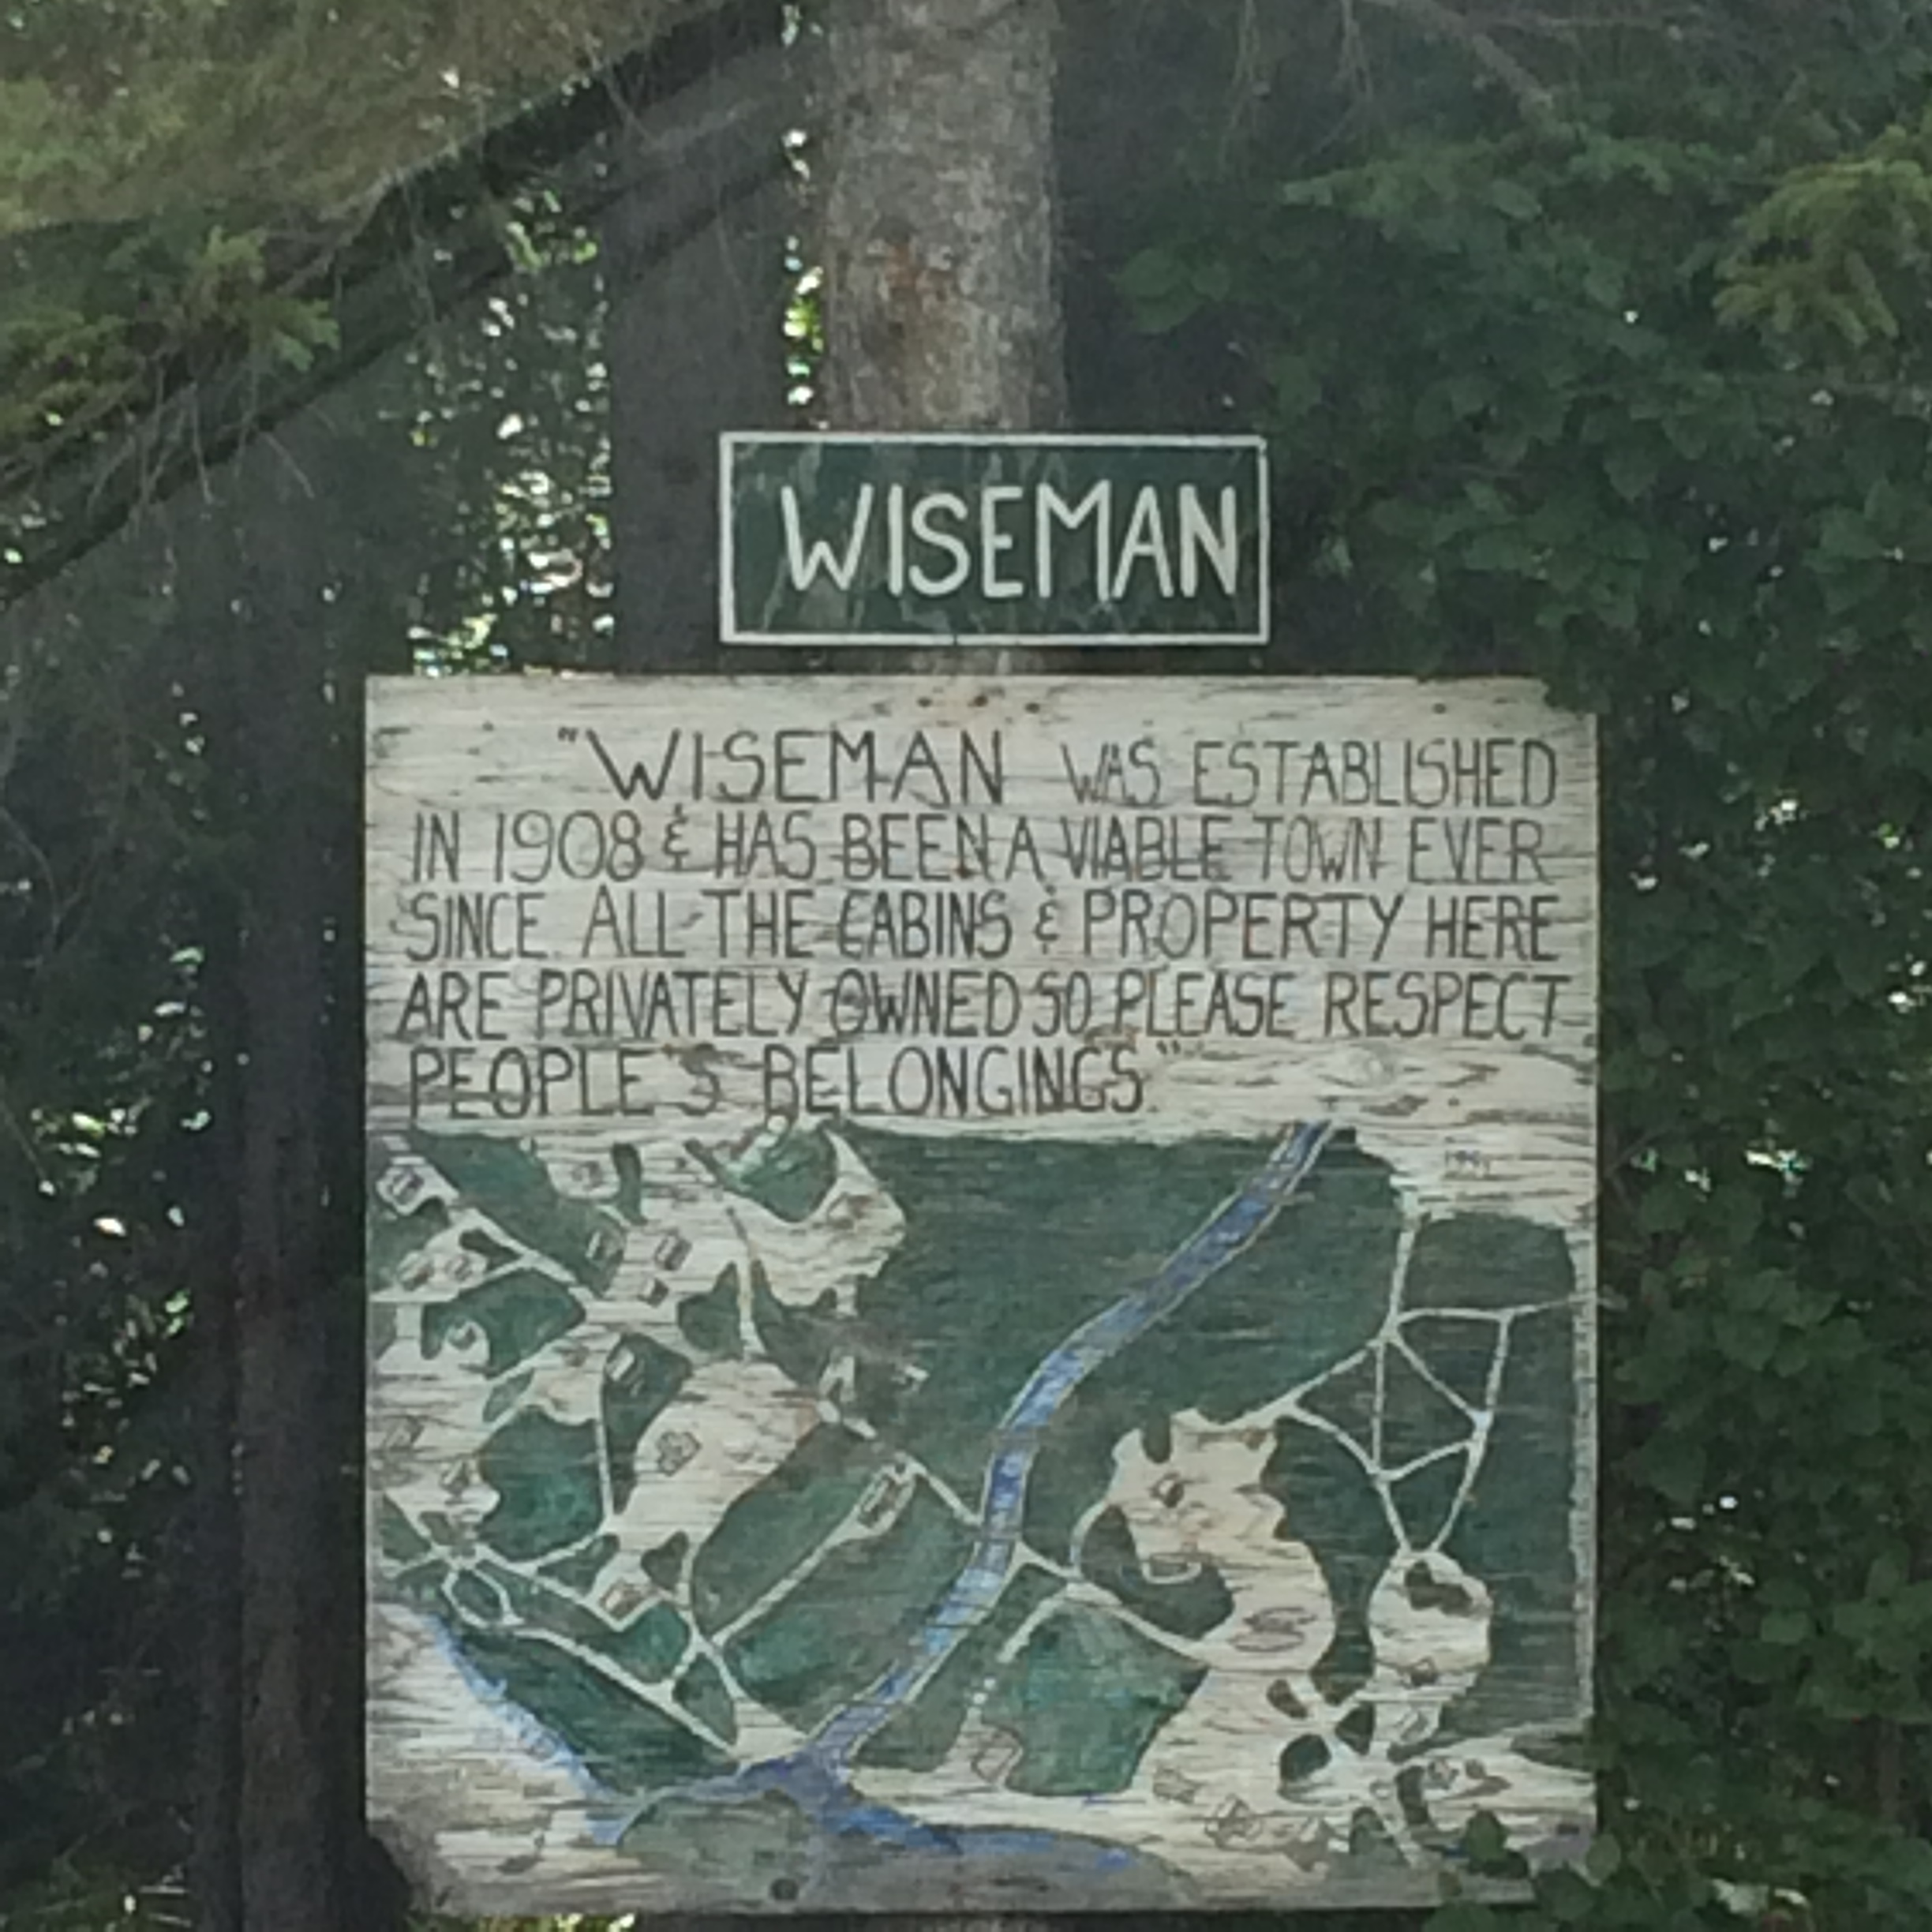 WISEMAN
"WISEMAN WAS ESTABLISHED
IN 1908 & HAS BEEN A VIABLE TOWN EVER
SINCE. ALL THE CABINS & PROPERTY HERE
ARE PRIVATELY OWNED SO PLEASE RESPECT
PEOPLE'S BELONGINGS."